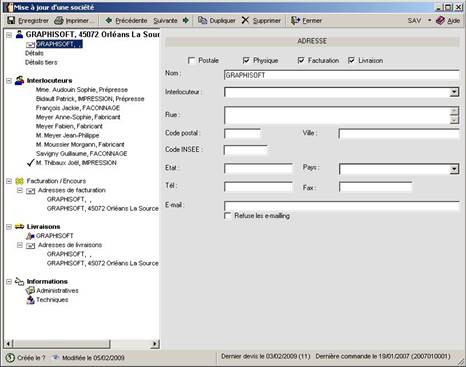 Mise à jour d'une société
Enregistrer Imprimer... Précédente Suivante Dupliquer Supprimer Fermer SAV Aide
GRAPHISOFT, 45072 Orléans La Source
GRAPHISOFT, ,
Détails
Détails tiers
Interlocuteurs
Mme. Audouin Sophie, Prépresse
Bidault Patrick, IMPRESSION, Prépresse
François Jackie, FACONNAGE
Meyer Anne-Sophie, Fabricant
Meyer Fabien, Fabricant
M. Meyer Jean-Philippe
M. Moussier Morgann, Fabricant
Savigny Guillaume, FACONNAGE
M. Thibaux Joël, IMPRESSION
Facturation / Encours
Adresses de facturation
GRAPHISOFT, ,
GRAPHISOFT, 45072 Orléans La Source
Livraisons
GRAPHISOFT
Adresses de livraisons
GRAPHISOFT, ,
GRAPHISOFT, 45072 Orléans La Source
Informations
Administratives
Techniques
ADRESSE
Postale Physique Facturation Livraison
Nom : GRAPHISOFT
Interlocuteur :
Rue :
Code postal : Ville :
Code INSEE :
Etat : Pays :
Tél : Fax :
E-mail :
Refuse les e-mailling
Créée le ? Modifiée le 05/02/2009 Dernier devis le 03/02/2009 (11) Dernière commande le 19/01/2007 (2007010001)